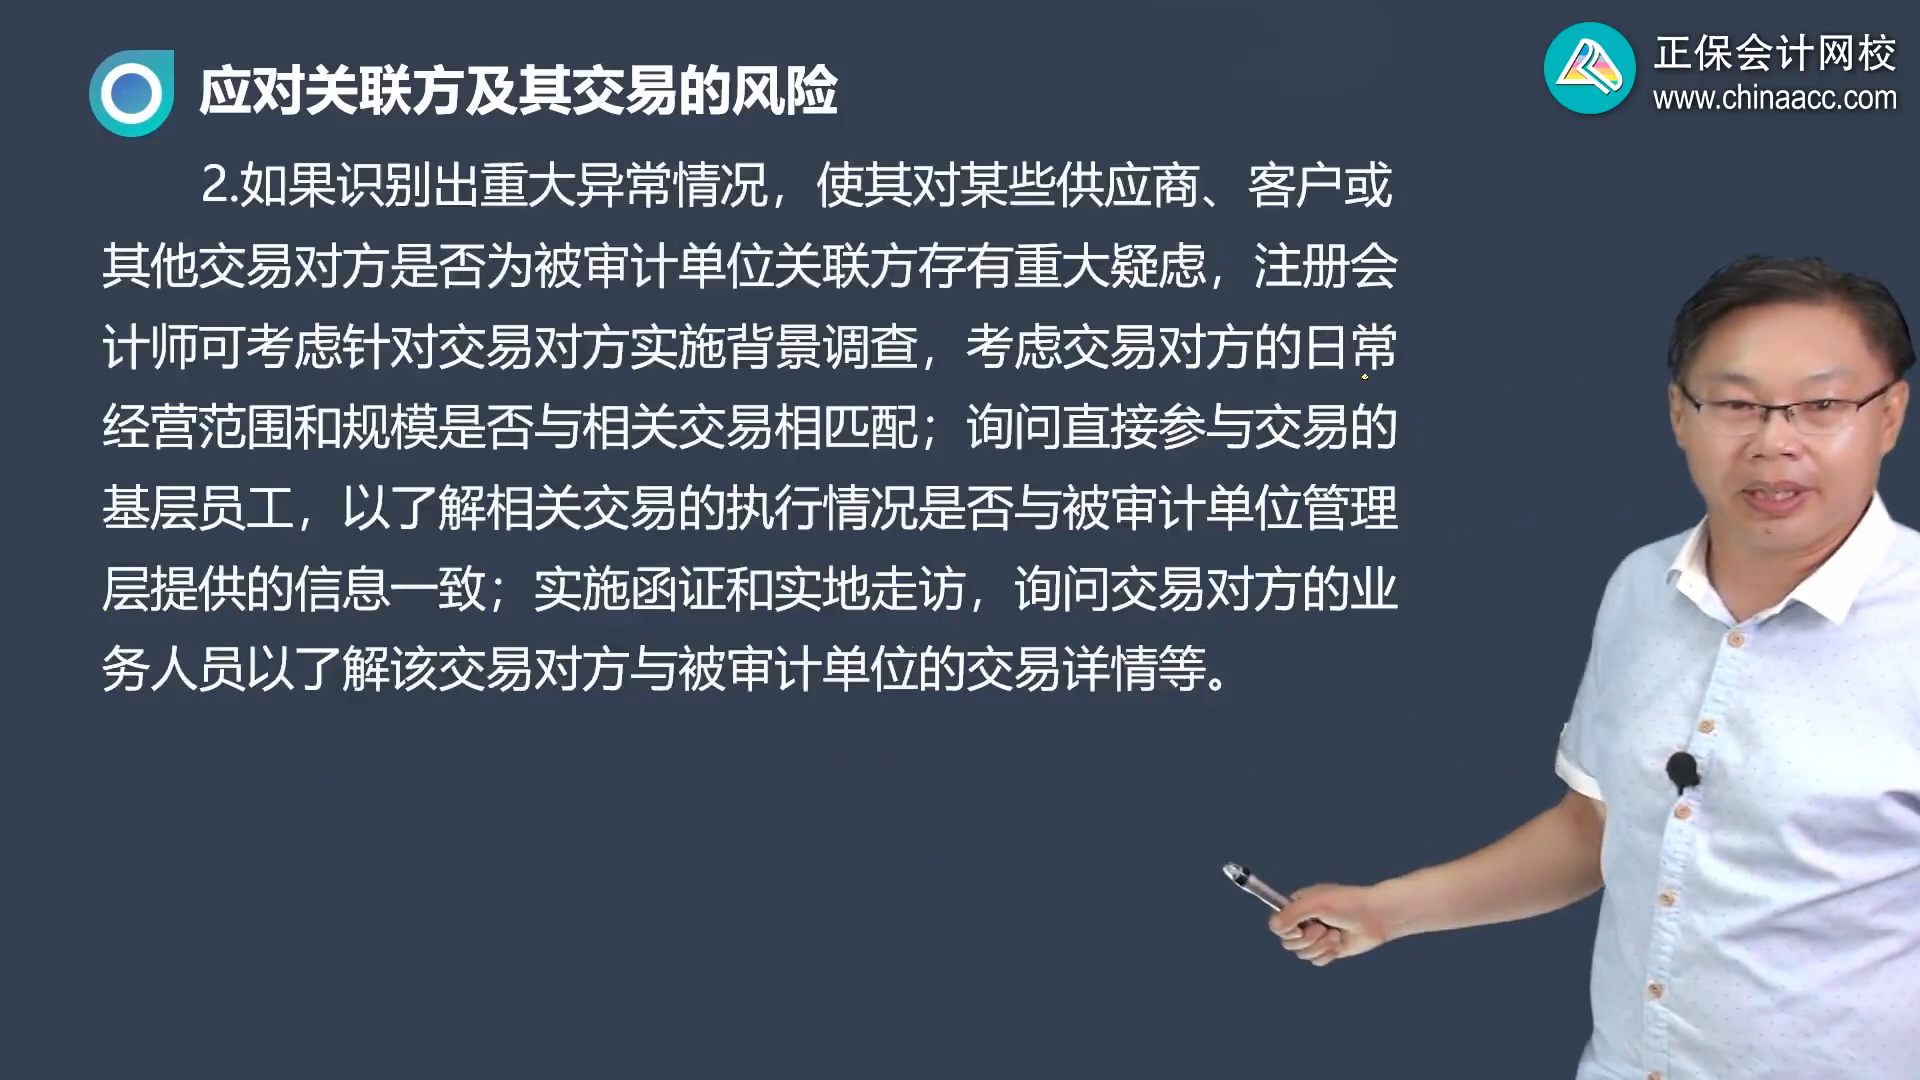 应对关联方及其交易的风险
正保会计网校
www.chinaacc.com
2.如果识别出重大异常情况，使其对某些供应商、客户或
其他交易对方是否为被审计单位关联方存有重大疑虑，注册会
计师可考虑针对交易对方实施背景调查，考虑交易对方的日常
经营范围和规模是否与相关交易相匹配；询问直接参与交易的
基层员工，以了解相关交易的执行情况是否与被审计单位管理
层提供的信息一致；实施函证和实地走访，询问交易对方的业
务人员以了解该交易对方与被审计单位的交易详情等。